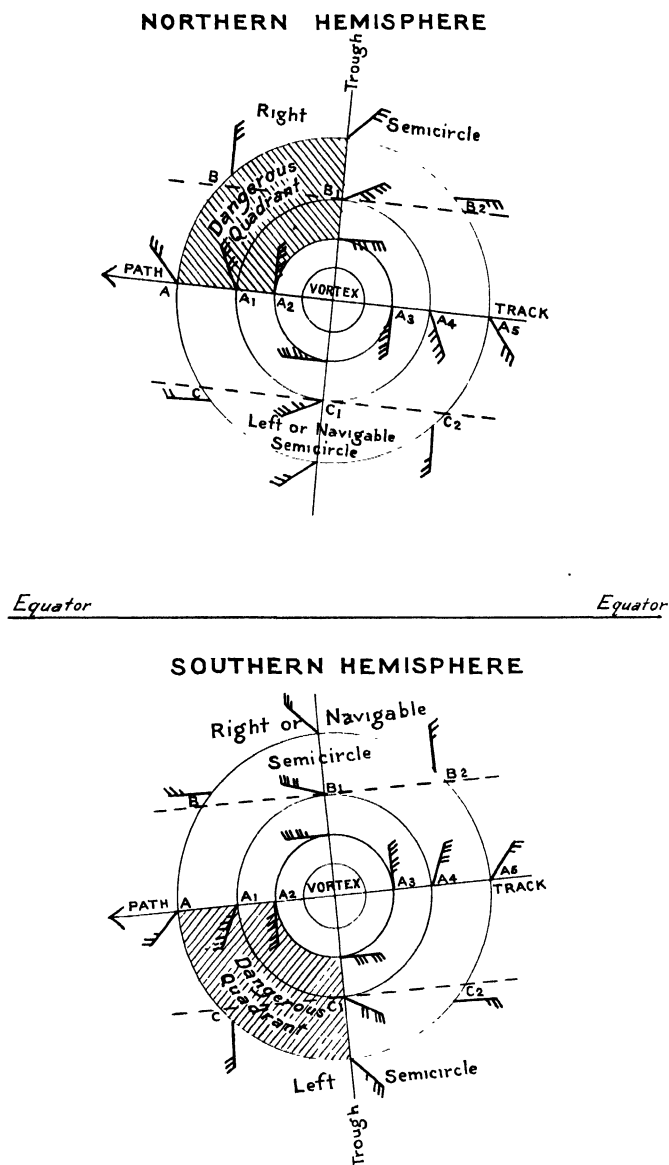 NORTHERN HEMISPHERE
Trough
Right
Semicircle
B
Dangerous
Quadrant
B1
B2
PATH
A
A1
A2
VORTEX
A3
A4
TRACK
A5
C
C1
C2
Left or Navigable
Semicircle
Equator
Equator
SOUTHERN HEMISPHERE
Right or Navigable
Semicircle
B
B1
B2
PATH
A
A1
A2
VORTEX
A3
A4
A5
TRACK
Dangerous
Quadrant
C
C1
C2
Left
Semicircle
Trough